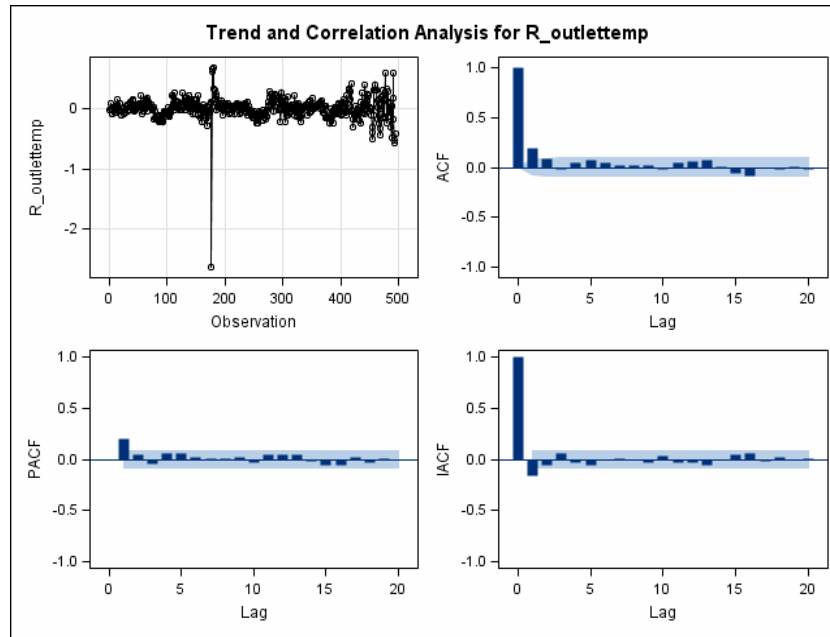 Trend and Correlation Analysis for R_outlettemp
R_outlettemp
0
-1
-2
0 100 200 300 400 500
Observation
ACF
1.0
0.5
0.0
-0.5
-1.0
0 5 10 15 20
Lag
PACF
1.0
0.5
0.0
-0.5
-1.0
0 5 10 15 20
Lag
IACF
1.0
0.5
0.0
-0.5
-1.0
0 5 10 15 20
Lag